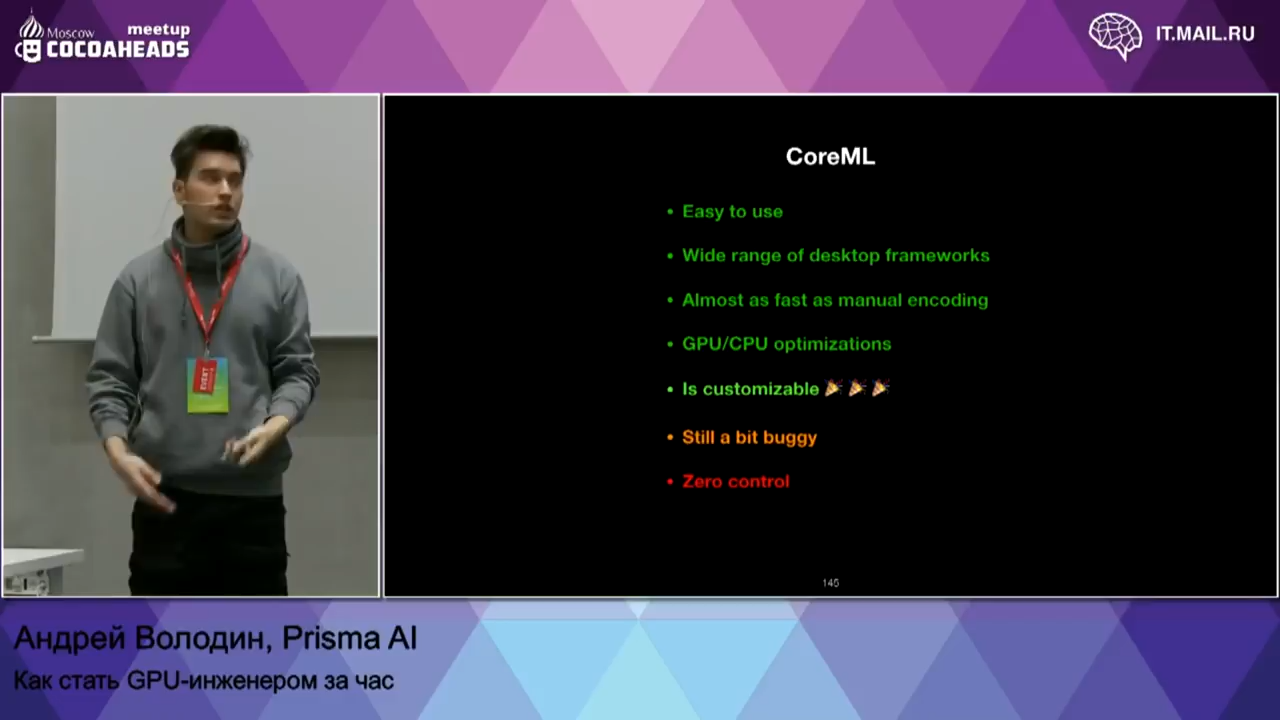 Moscow meetup
COCOAHEADS
IT.MAIL.RU
EVENT
CoreML
• Easy to use
• Wide range of desktop frameworks
• Almost as fast as manual encoding
• GPU/CPU optimizations
• Is customizable 🎉 🎉 🎉
• Still a bit buggy
• Zero control
145
Андрей Володин, Prisma AI
Как стать GPU-инженером за час